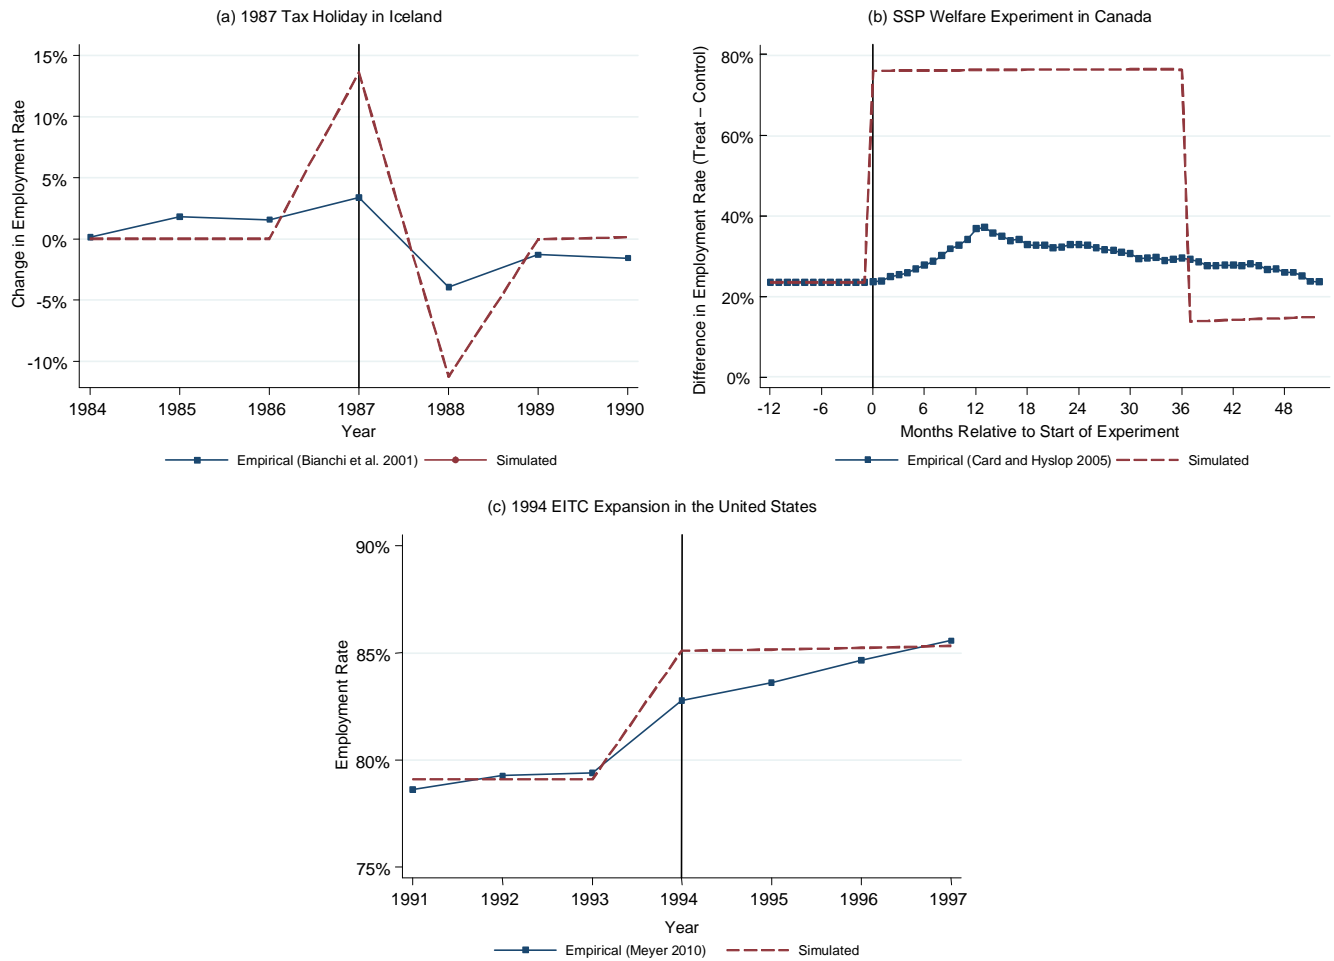 (a) 1987 Tax Holiday in Iceland
Change in Employment Rate
15%
10%
5%
0%
-5%
-10%
1984 1985 1986 1987 1988 1989 1990
Year
Empirical (Bianchi et al. 2001) Simulated
(b) SSP Welfare Experiment in Canada
Difference in Employment Rate (Treat – Control)
80%
60%
40%
20%
0%
-12 -6 0 6 12 18 24 30 36 42 48
Months Relative to Start of Experiment
Empirical (Card and Hyslop 2005) Simulated
(c) 1994 EITC Expansion in the United States
Employment Rate
90%
85%
80%
75%
1991 1992 1993 1994 1995 1996 1997
Year
Empirical (Meyer 2010) Simulated